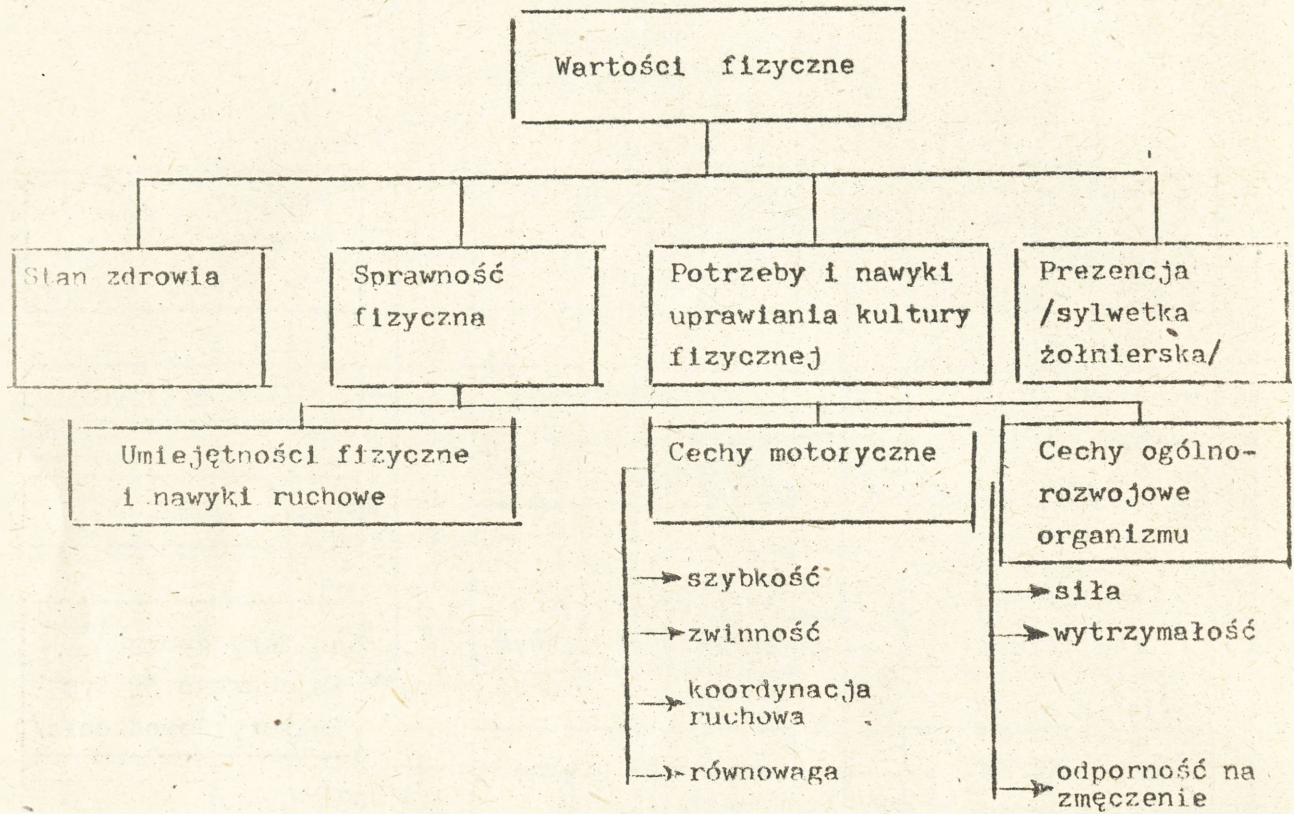 Wartości fizyczne
Stan zdrowia
Sprawność
fizyczna
Potrzeby i nawyki
uprawiania kultury
fizycznej
Prezencja
/sylwetka
żołnierska/
Umiejętności fizyczne
i nawyki ruchowe
Cechy motoryczne
szybkość
zwinność
koordynacja
ruchowa
równowaga
Cechy ogólno-
rozwojowe
organizmu
siła
wytrzymałość
odporność na
zmęczenie